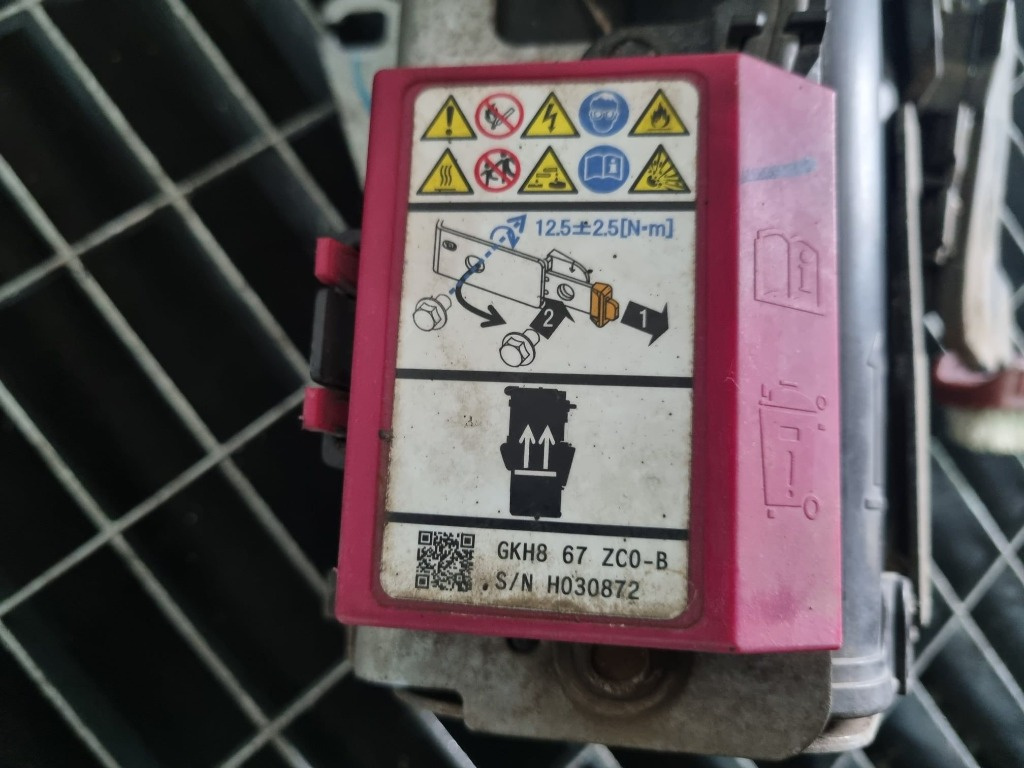 12.5±2.5[N·m]
1
2
GKH8 67 ZC0-B
S/N H030872